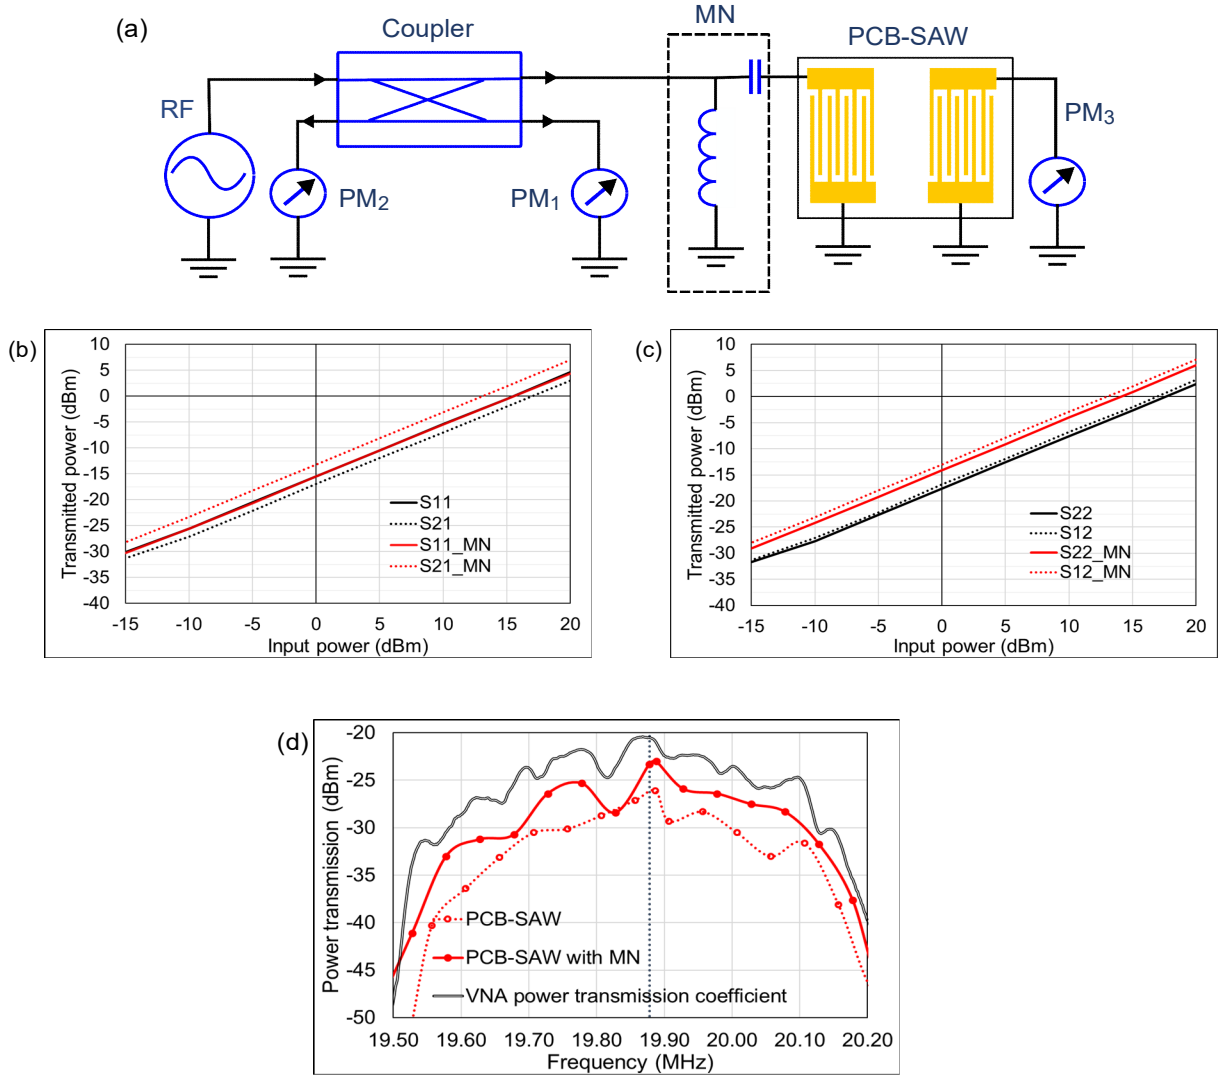 (a)
Coupler
MN
PCB-SAW
RF
PM2
PM1
PM3
(b)
Transmitted power (dBm)
10
5
0
-5
-10
-15
-20
-25
-30
-35
-40
S11
S21
S11_MN
S21_MN
-15 -10 -5 0 5 10 15 20
Input power (dBm)
(c)
Transmitted power (dBm)
10
5
0
-5
-10
-15
-20
-25
-30
-35
-40
S22
S12
S22_MN
S12_MN
-15 -10 -5 0 5 10 15 20
Input power (dBm)
(d)
Power transmission (dBm)
-20
-25
-30
-35
-40
-45
-50
PCB-SAW
PCB-SAW with MN
VNA power transmission coefficient
19.50 19.60 19.70 19.80 19.90 20.00 20.10 20.20
Frequency (MHz)